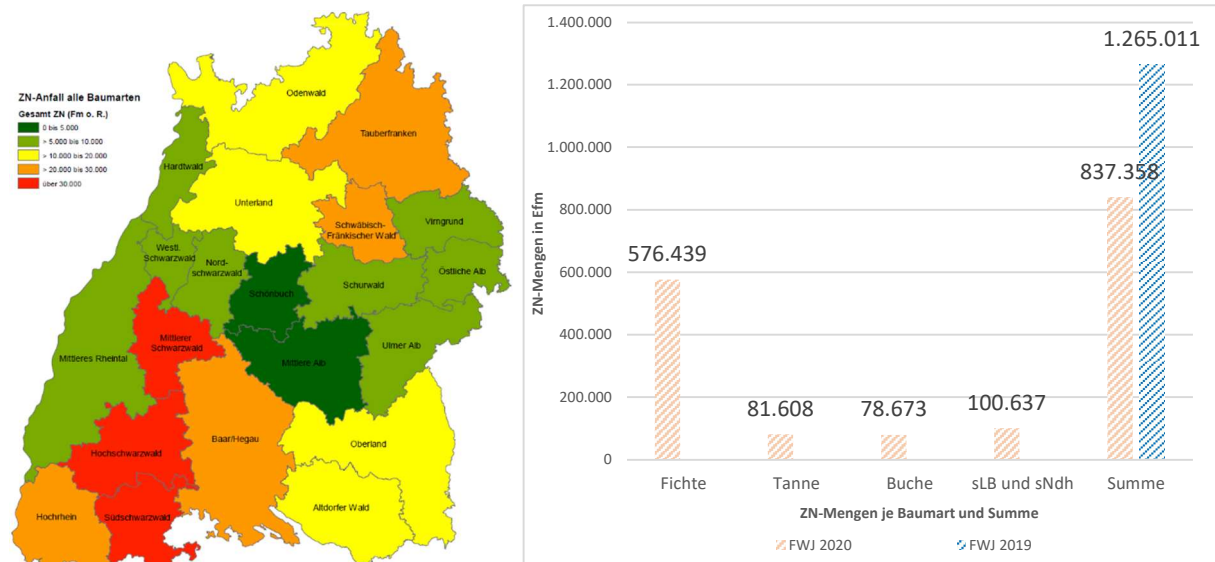 ZN-Anfall alle Baumarten
Gesamt ZN (Fm o. R.)
0 bis 5.000
> 5.000 bis 10.000
> 10.000 bis 20.000
> 20.000 bis 30.000
über 30.000
Odenwald
Tauberfranken
Hardtwald
Unterland
Schwäbisch-
Fränkischer Wald
Virngrund
Westl.
Schwarzwald
Nord-
schwarzwald
Östliche Alb
Schurwald
Schönbuch
Mittlerer
Schwarzwald
Ulmer Alb
Mittleres Rheintal
Mittlere Alb
Baar/Hegau
Oberland
Hochschwarzwald
Altdorfer Wald
Hochrhein
Südschwarzwald
ZN-Mengen in Efm
1.400.000
1.200.000
1.000.000
800.000
600.000
400.000
200.000
0
576.439
81.608
78.673
100.637
837.358
1.265.011
Fichte
Tanne
Buche
sLB und sNdh
Summe
ZN-Mengen je Baumart und Summe
FWJ 2020
FWJ 2019